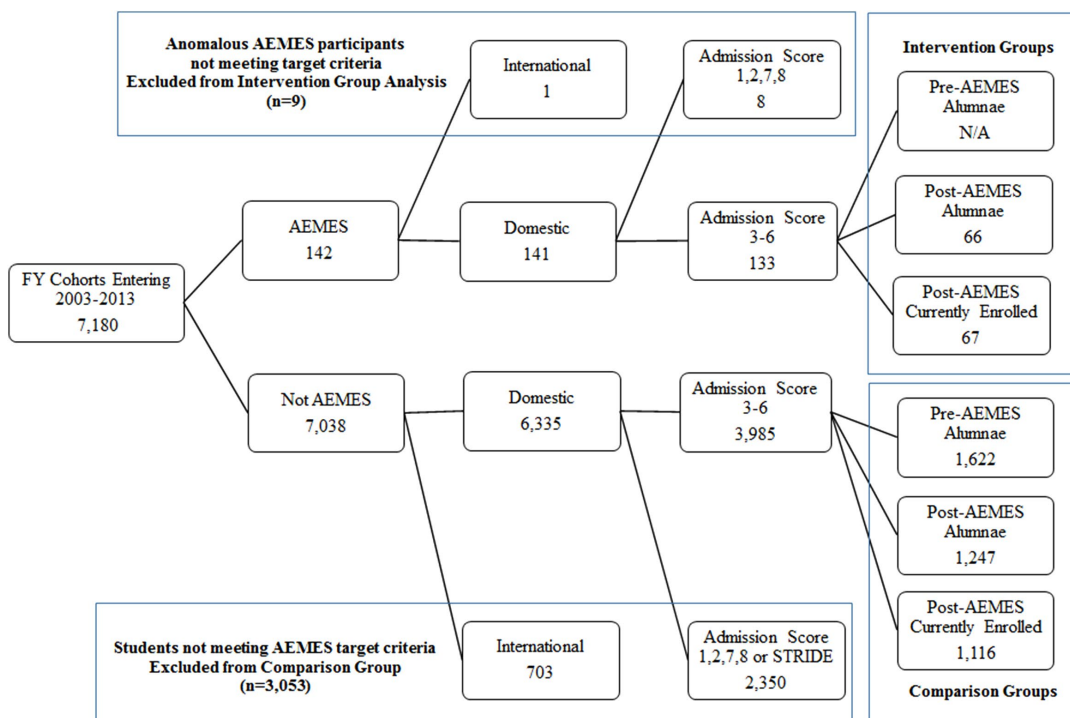 Anomalous AEMES participants
not meeting target criteria
Excluded from Intervention Group Analysis
(n=9)
International
1
Admission Score
1,2,7,8
8
Intervention Groups
Pre-AEMES
Alumnae
N/A
AEMES
142
Domestic
141
Admission Score
3-6
133
Post-AEMES
Alumnae
66
FY Cohorts Entering
2003-2013
7,180
Post-AEMES
Currently Enrolled
67
Not AEMES
7,038
Domestic
6,335
Admission Score
3-6
3,985
Pre-AEMES
Alumnae
1,622
Post-AEMES
Alumnae
1,247
Post-AEMES
Currently Enrolled
1,116
Students not meeting AEMES target criteria
Excluded from Comparison Group
(n=3,053)
International
703
Admission Score
1,2,7,8 or STRIDE
2,350
Comparison Groups